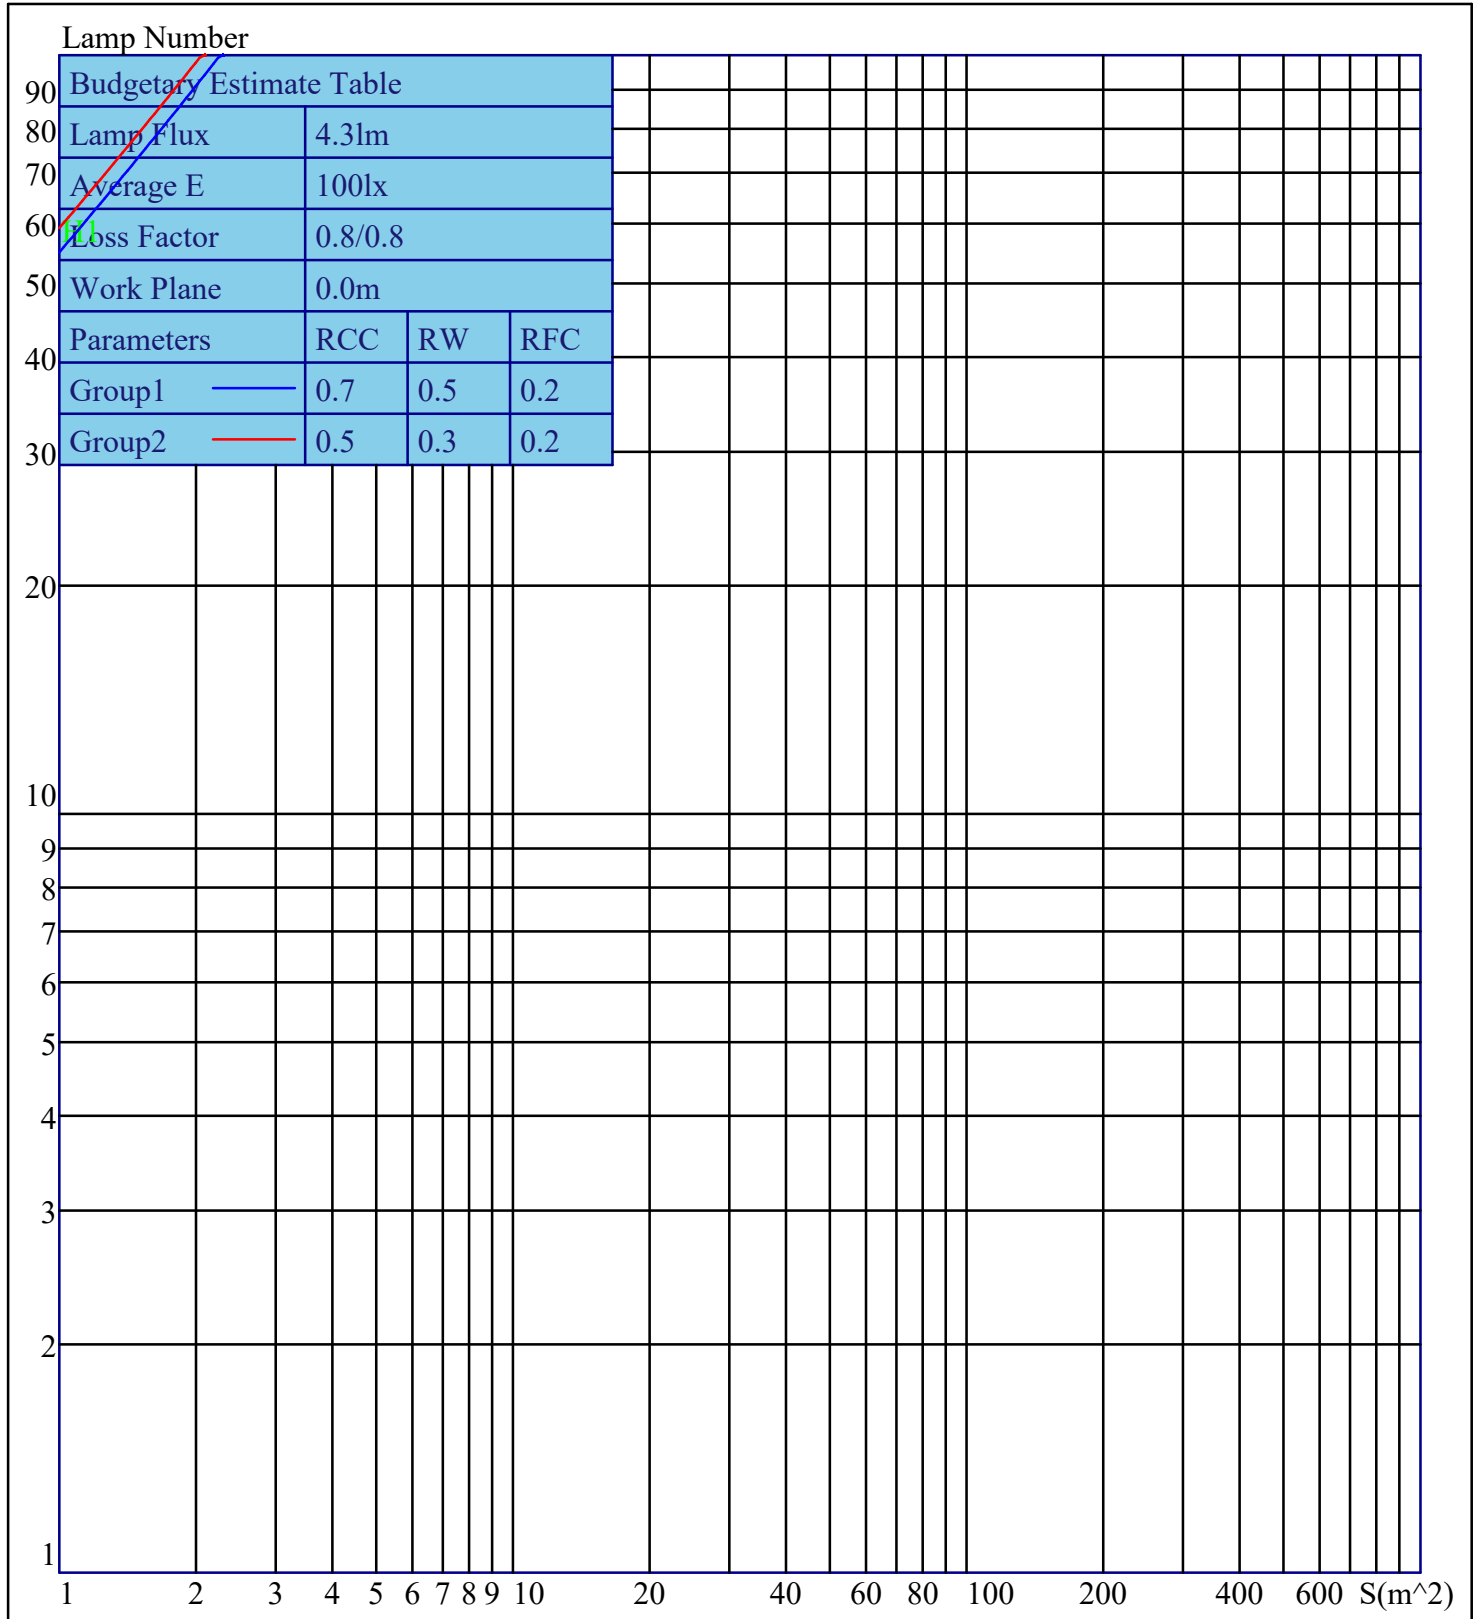 Lamp Number
Budgetary Estimate Table
Lamp Flux 4.3lm
Average E 100lx
Loss Factor 0.8/0.8
Work Plane 0.0m
Parameters RCC RW RFC
Group1 0.7 0.5 0.2
Group2 0.5 0.3 0.2
90
80
70
60
50
40
30
20
10
9
8
7
6
5
4
3
2
1
1 2 3 4 5 6 7 8 9 10 20 40 60 80 100 200 400 600 S(m^2)